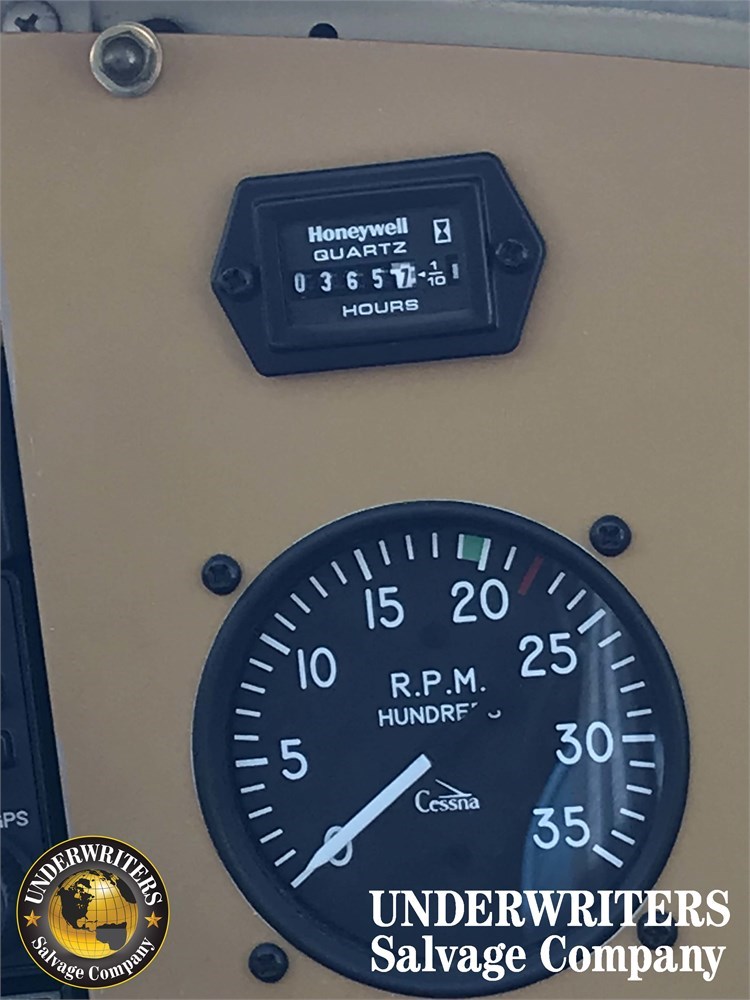 Honeywell
QUARTZ
0 3 6 5 7 1/10
HOURS
15 20
10 25
R.P.M.
5 30
Cessna
0 35
GPS
UNDERWRITERS
Salvage Company
UNDERWRITERS
Salvage Company